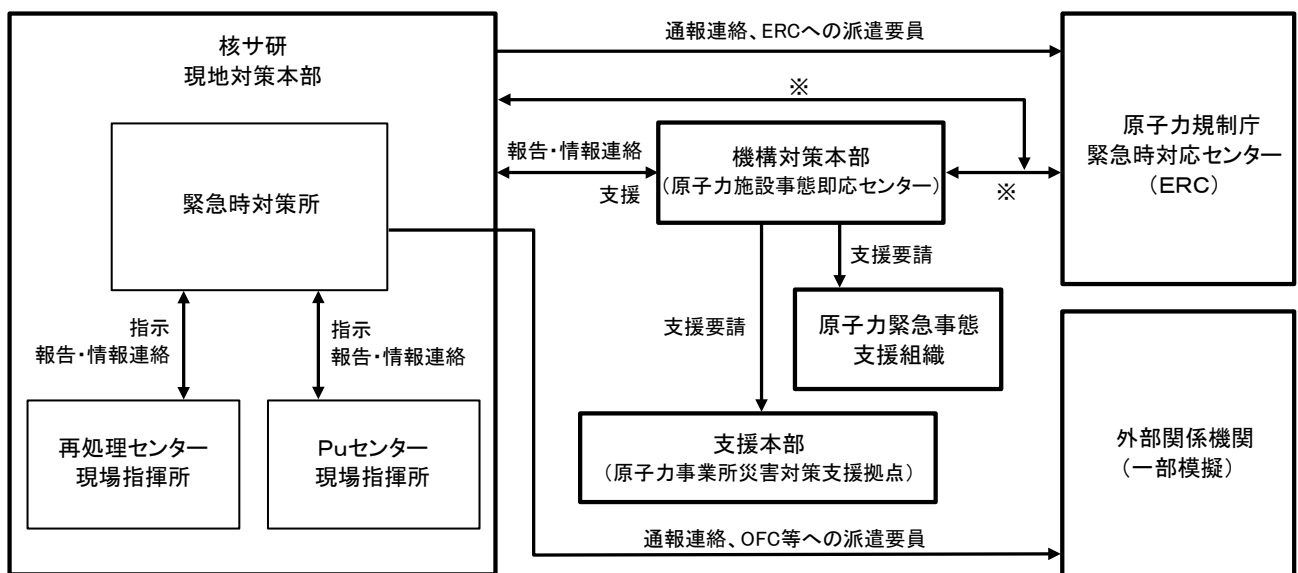 核サ研
現地対策本部
緊急時対策所
指示
報告・情報連絡
指示
報告・情報連絡
再処理センター
現場指揮所
Puセンター
現場指揮所
通報連絡、ERCへの派遣要員
※
報告・情報連絡
支援
機構対策本部
(原子力施設事態即応センター)
※
支援要請
支援要請
原子力緊急事態
支援組織
支援本部
(原子力事業所災害対策支援拠点)
通報連絡、OFC等への派遣要員
原子力規制庁
緊急時対応センター
(ERC)
外部関係機関
(一部模擬)